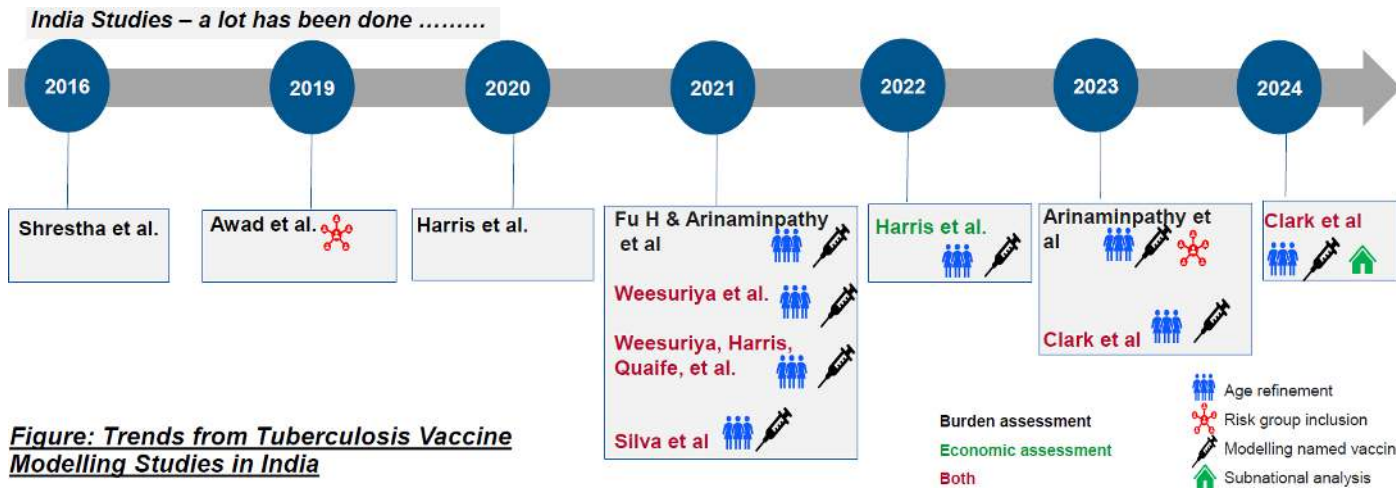 India Studies – a lot has been done ………
2016
2019
2020
2021
2022
2023
2024
Shrestha et al.
Awad et al.
Harris et al.
Fu H & Arinaminpathy
et al
Weesuriya et al.
Weesuriya, Harris,
Quaife, et al.
Silva et al
Harris et al.
Arinaminpathy et
al
Clark et al
Clark et al
Burden assessment
Economic assessment
Both
Age refinement
Risk group inclusion
Modelling named vaccin
Subnational analysis
Figure: Trends from Tuberculosis Vaccine
Modelling Studies in India